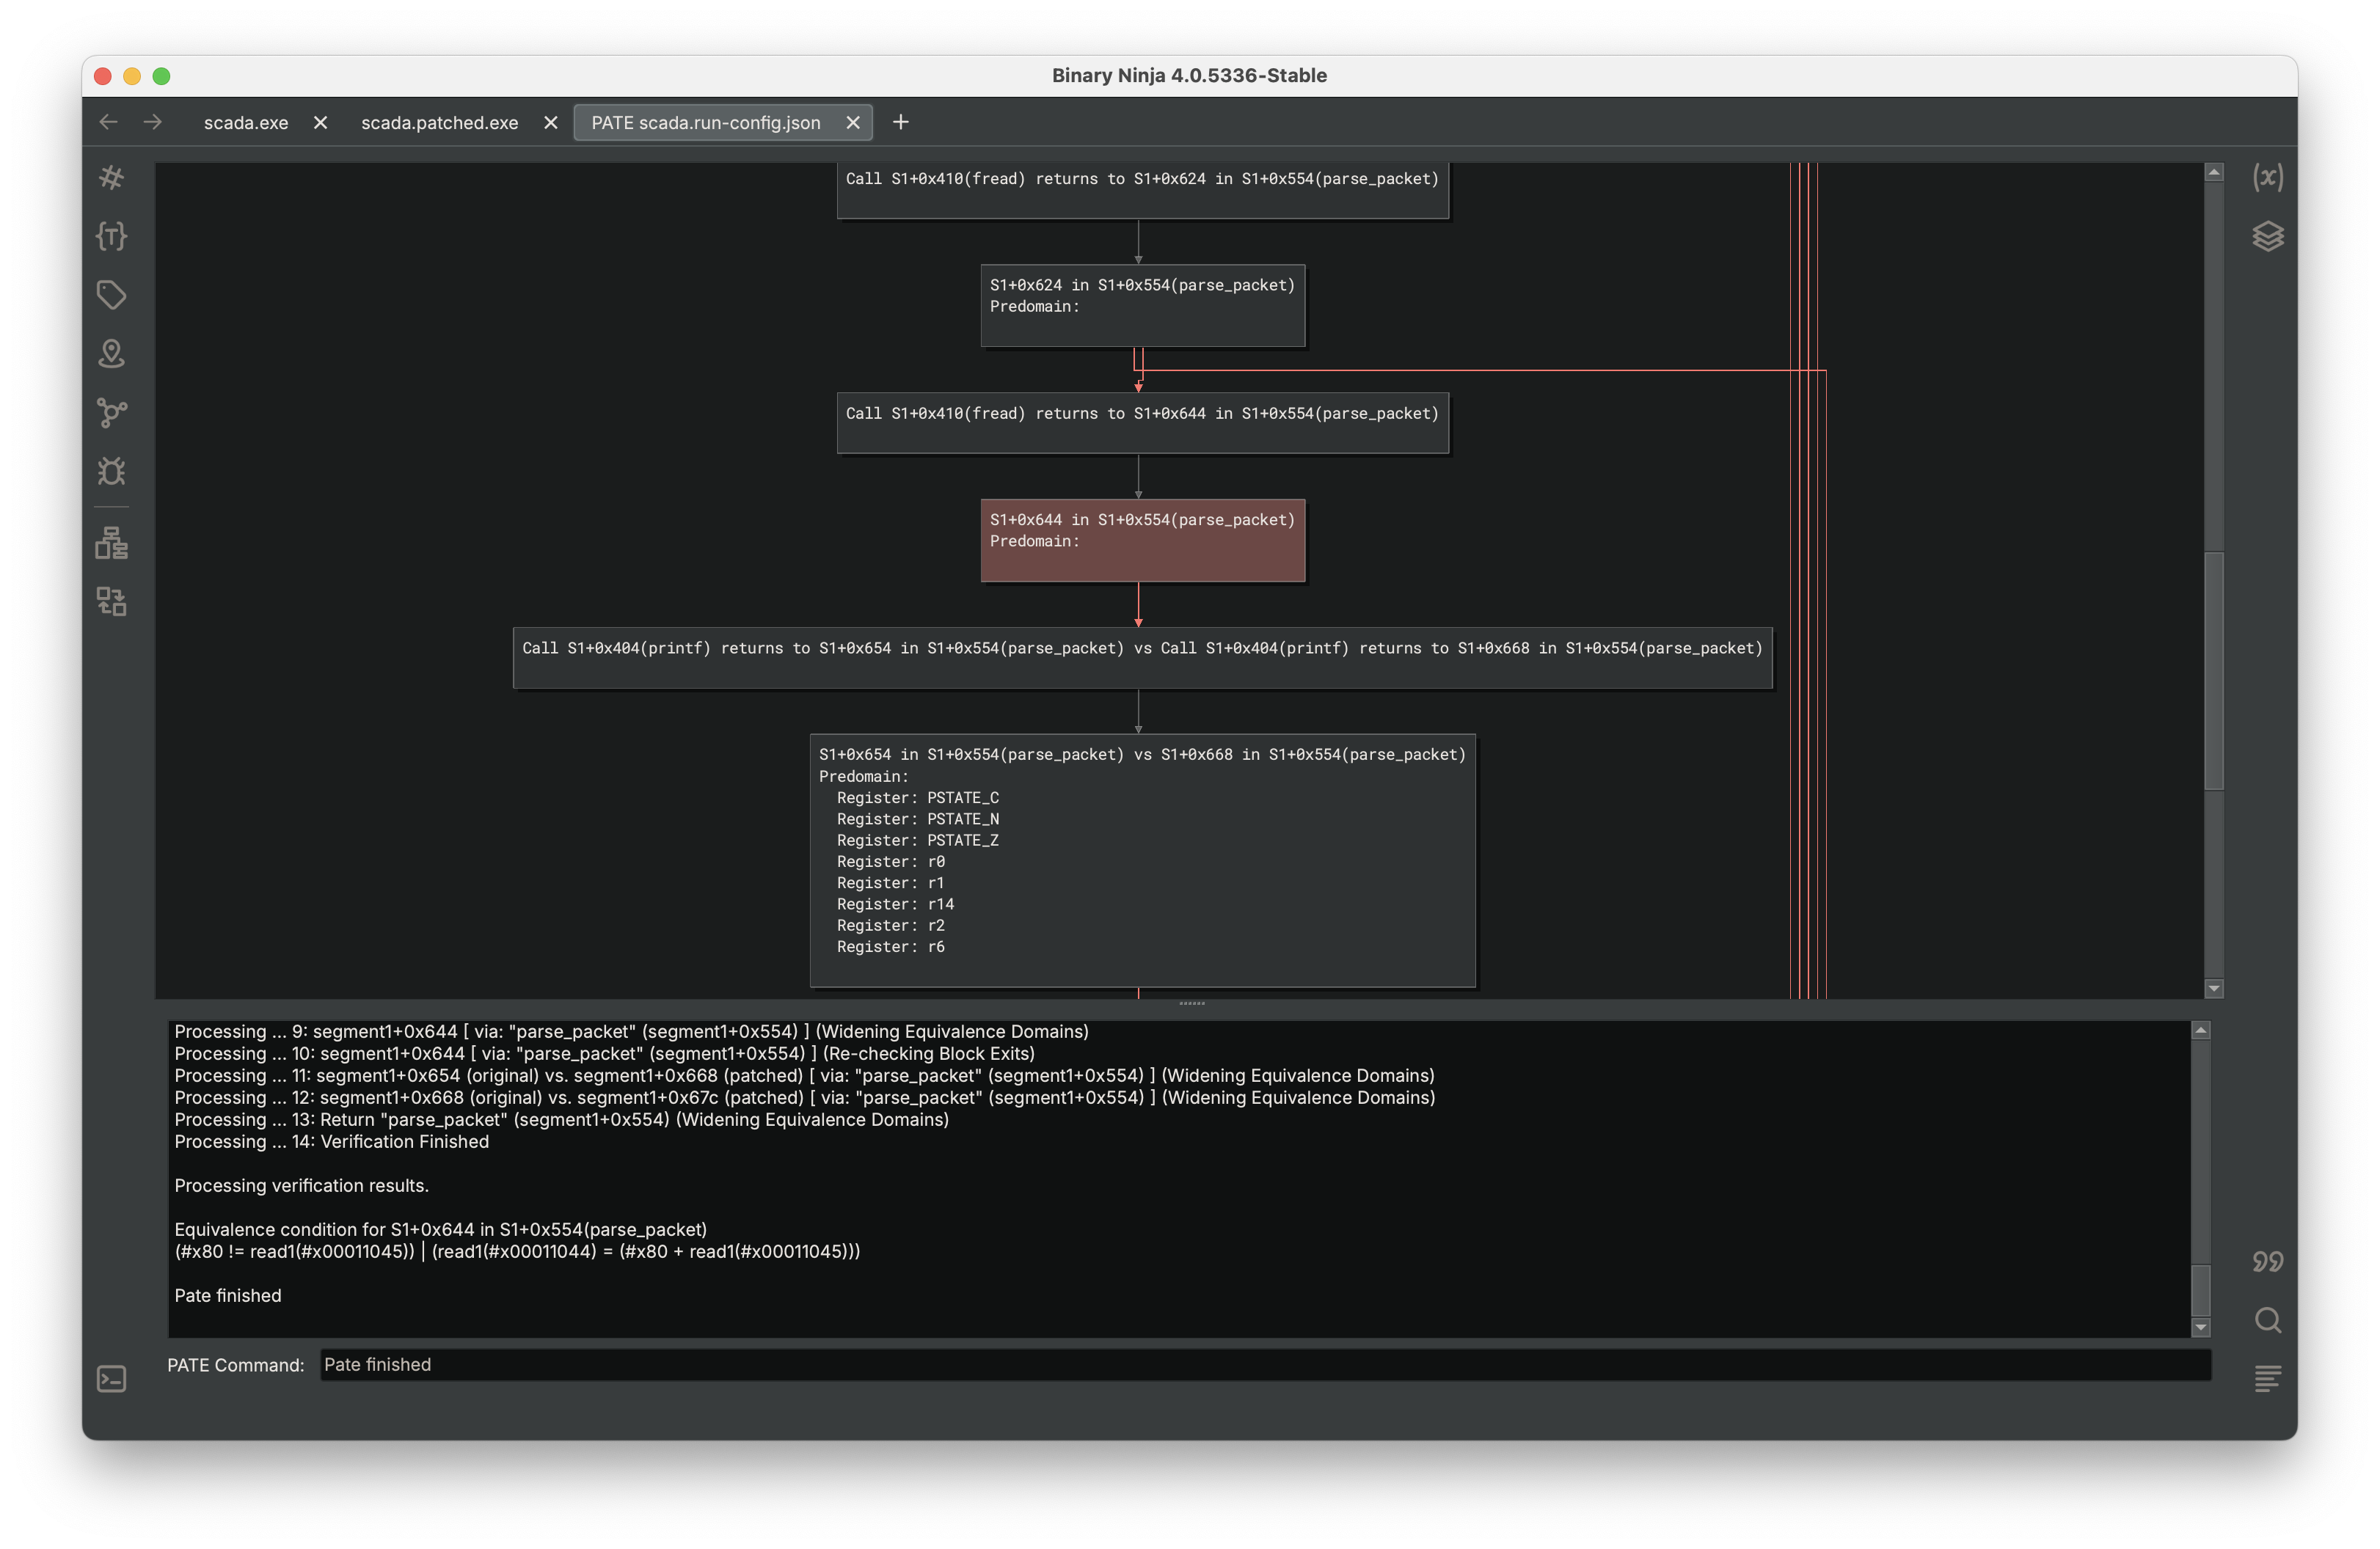 Binary Ninja 4.0.5336-Stable
scada.exe
scada.patched.exe
PATE scada.run-config.json
Call S1+0x410(fread) returns to S1+0x624 in S1+0x554(parse_packet)
S1+0x624 in S1+0x554(parse_packet)
Predomain:
Call S1+0x410(fread) returns to S1+0x644 in S1+0x554(parse_packet)
S1+0x644 in S1+0x554(parse_packet)
Predomain:
Call S1+0x404(printf) returns to S1+0x654 in S1+0x554(parse_packet) vs Call S1+0x404(printf) returns to S1+0x668 in S1+0x554(parse_packet)
S1+0x654 in S1+0x554(parse_packet) vs S1+0x668 in S1+0x554(parse_packet)
Predomain:
Register: PSTATE_C
Register: PSTATE_N
Register: PSTATE_Z
Register: r0
Register: r1
Register: r14
Register: r2
Register: r6
Processing ... 9: segment1+0x644 [ via: "parse_packet" (segment1+0x554) ] (Widening Equivalence Domains)
Processing ... 10: segment1+0x644 [ via: "parse_packet" (segment1+0x554) ] (Re-checking Block Exits)
Processing ... 11: segment1+0x654 (original) vs. segment1+0x668 (patched) [ via: "parse_packet" (segment1+0x554) ] (Widening Equivalence Domains)
Processing ... 12: segment1+0x668 (original) vs. segment1+0x67c (patched) [ via: "parse_packet" (segment1+0x554) ] (Widening Equivalence Domains)
Processing ... 13: Return "parse_packet" (segment1+0x554) (Widening Equivalence Domains)
Processing ... 14: Verification Finished
Processing verification results.
Equivalence condition for S1+0x644 in S1+0x554(parse_packet)
(#x80 != read1(#x00011045)) | (read1(#x00011044) = (#x80 + read1(#x00011045)))
Pate finished
PATE Command: Pate finished